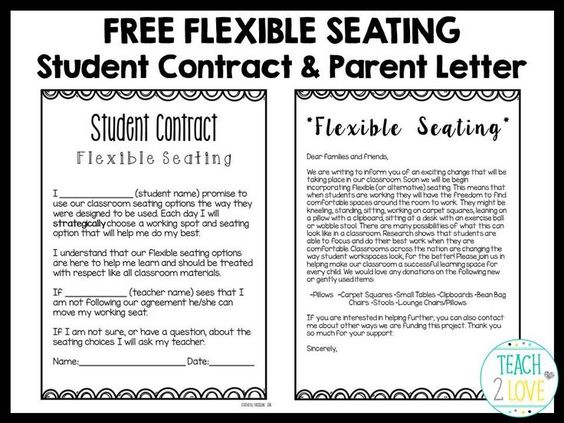 FREE FLEXIBLE SEATING
Student Contract & Parent Letter
Student Contract
Flexible Seating
I ____________ (student name) promise to
use our classroom seating options the way they
were designed to be used. Each day I will
strategically choose a working spot and seating
option that will help me do my best.
I understand that our flexible seating options
are here to help me learn and should be treated
with respect like all classroom materials.
If __________ (teacher name) sees that I
am not following our agreement he/she can
move my working seat.
If I am not sure, or have a question, about the
seating choices I will ask my teacher.
Name:__________________ Date:________
*Flexible Seating*
Dear families and friends,
We are writing to inform you of an exciting change that will be
taking place in our classroom. Soon we will begin
incorporating flexible (or alternative) seating. This means that
when students are working they will have the freedom to find
comfortable spaces around the room to work. They might be
kneeling, standing, sitting, working on carpet squares, leaning on
a pillow with a clipboard, sitting at a desk with an exercise ball
or wobble stool. There are many possibilities of what this can
look like in a classroom. Research shows that students are
able to focus and do their best work when they are
comfortable. Classrooms across the nation are changing the
way student workspaces look, for the better! Please join us in
helping make our classroom a successful learning space for
every child. We would love any donations on the following new
or gently used items:
-Pillows -Carpet Squares -Small Tables -Clipboards -Bean Bag
Chairs -Stools -Lounge Chairs/Pillows
If you are interested in helping further, you can also contact
me about other ways we are funding this project. Thank you
so much for your support.
Sincerely,
TEACH
2 LOVE